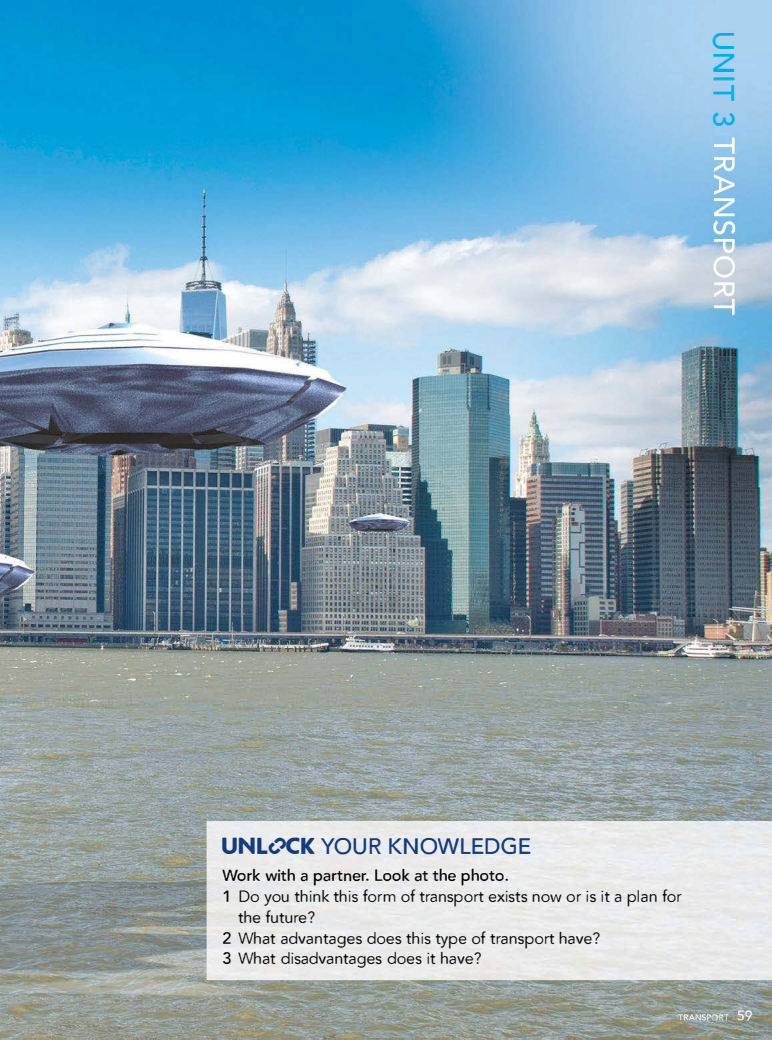 UNIT 3 TRANSPORT
UNLOCK YOUR KNOWLEDGE
Work with a partner. Look at the photo.
1 Do you think this form of transport exists now or is it a plan for
the future?
2 What advantages does this type of transport have?
3 What disadvantages does it have?
TRANSPORT 59